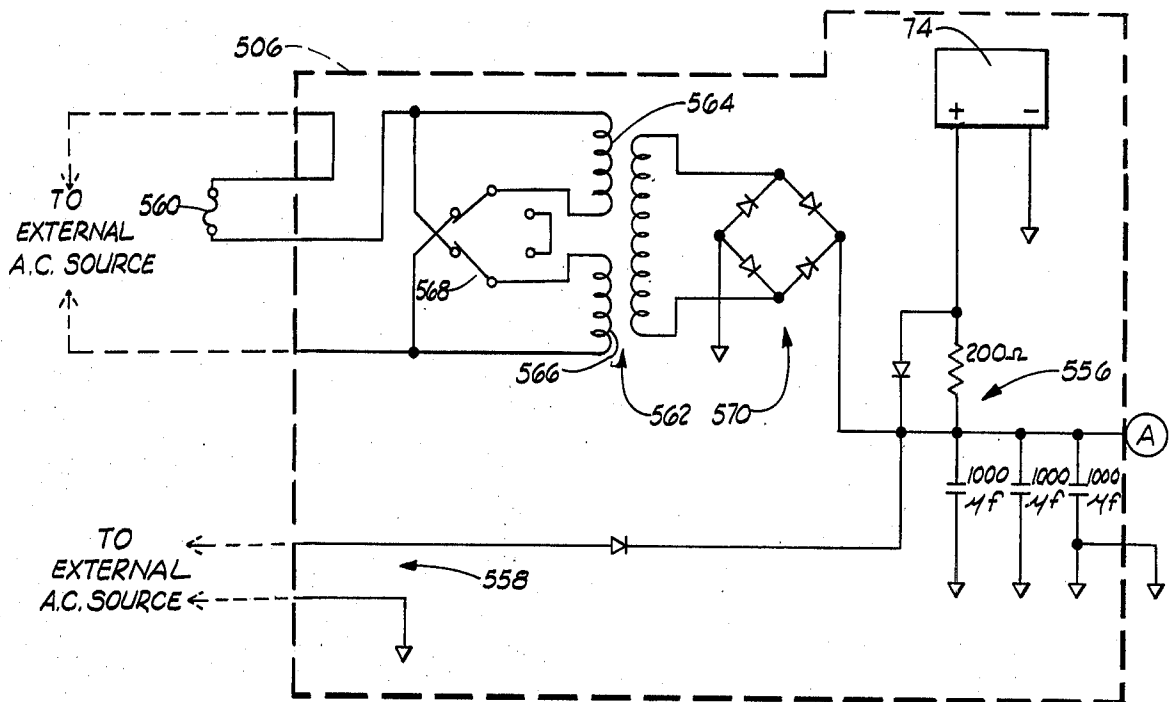 506
74
+ -
564
TO
EXTERNAL
A.C. SOURCE
560
568
566
562
570
200Ω
556
A
1000
μf
1000
μf
1000
μf
TO
EXTERNAL
A.C. SOURCE
558